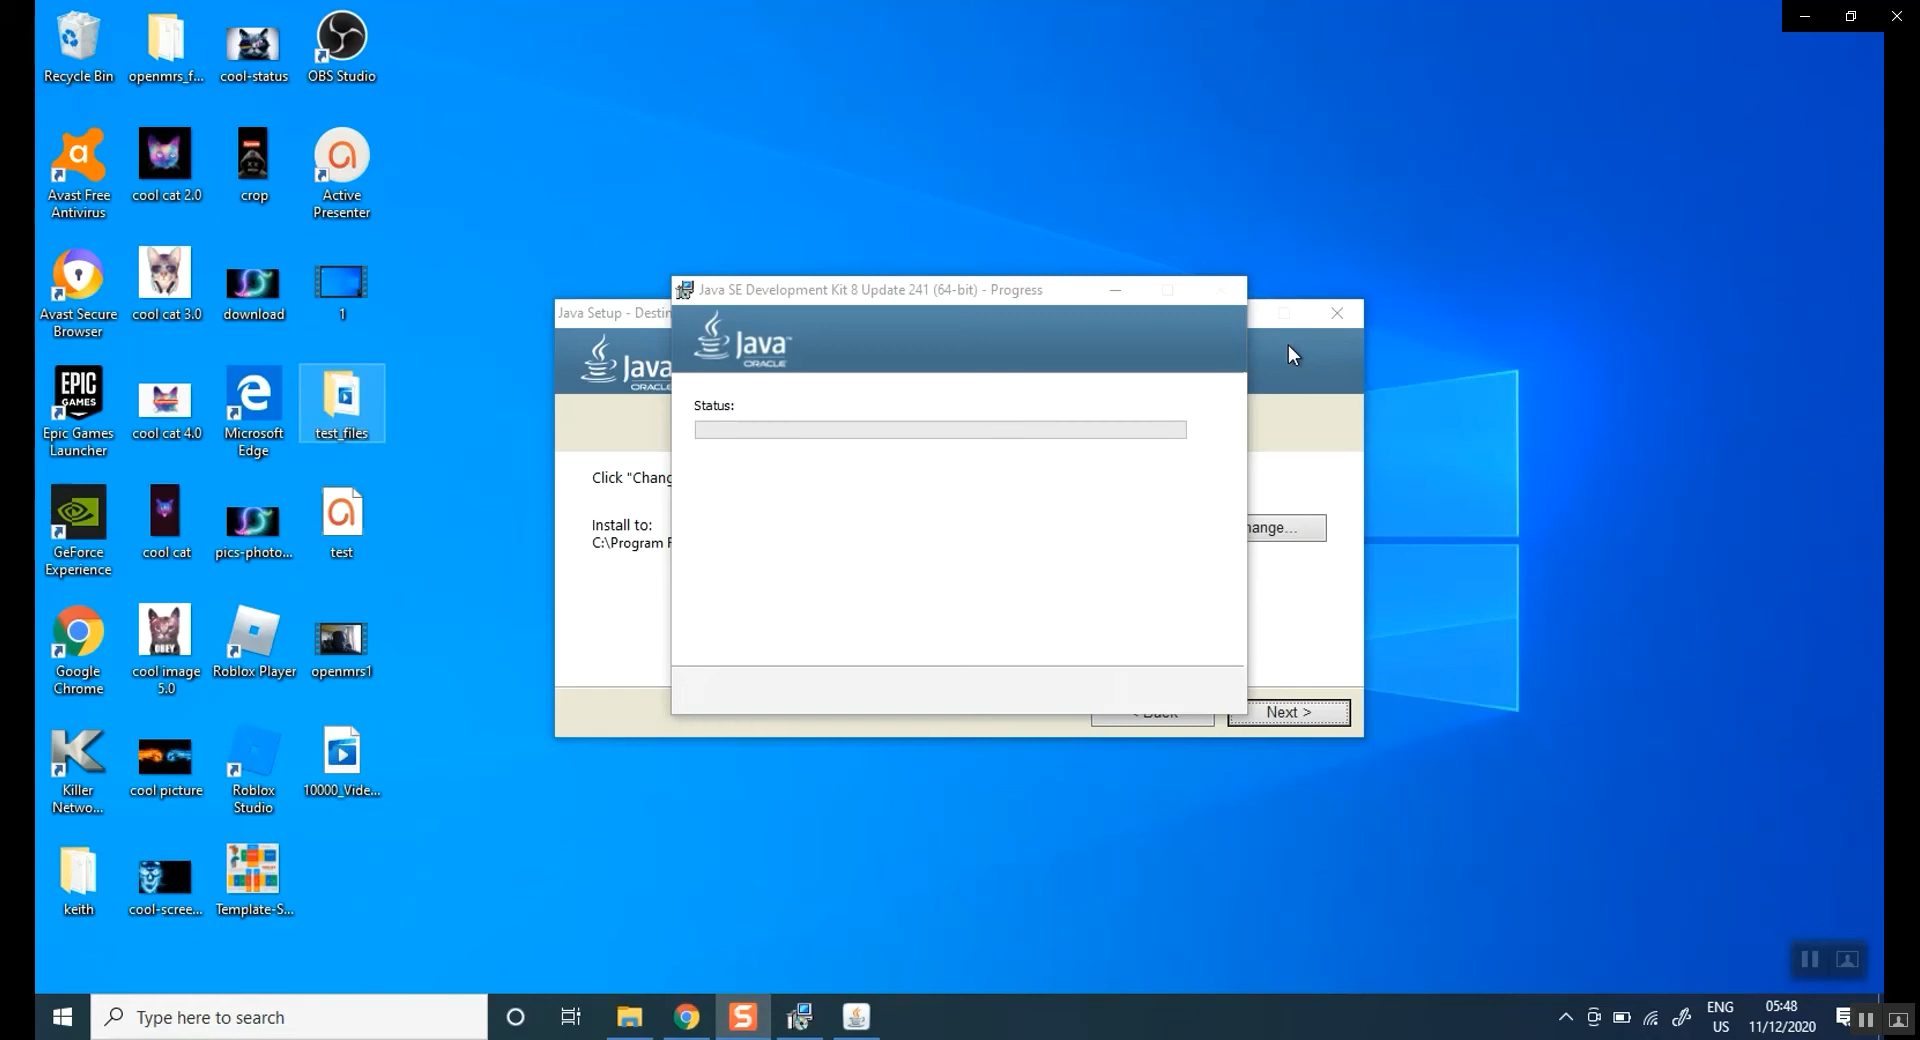 Recycle Bin
openmrs_f...
cool-status
OBS Studio
a
Avast Free
Antivirus
cool cat 2.0
crop
Active
Presenter
Avast Secure
Browser
cool cat 3.0
download
1
EPIC
GAMES
Epic Games
Launcher
cool cat 4.0
Microsoft
Edge
test_files
GeForce
Experience
cool cat
pics-photo...
test
Google
Chrome
OBEY
cool image
5.0
Roblox Player
openmrs1
Killer
Netwo...
cool picture
Roblox
Studio
10000_Vide...
keith
cool-scree...
Template-S...
Java Setup - Destin
Java
ORACLE
Click "Chang
Install to:
C:\Program F
hange...
< Back
Next >
Java SE Development Kit 8 Update 241 (64-bit) - Progress
Java
ORACLE
Status:
Type here to search
S
ENG
US
05:48
11/12/2020